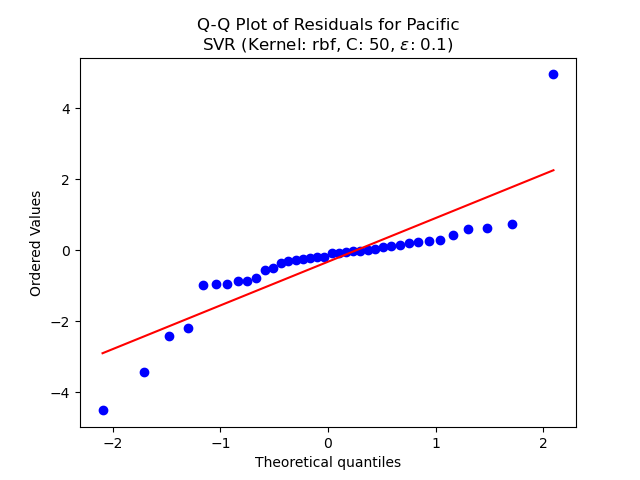 Q-Q Plot of Residuals for Pacific
SVR (Kernel: rbf, C: 50, ε: 0.1)
Ordered Values
4
2
0
−2
−4
−2
−1
0
1
2
Theoretical quantiles